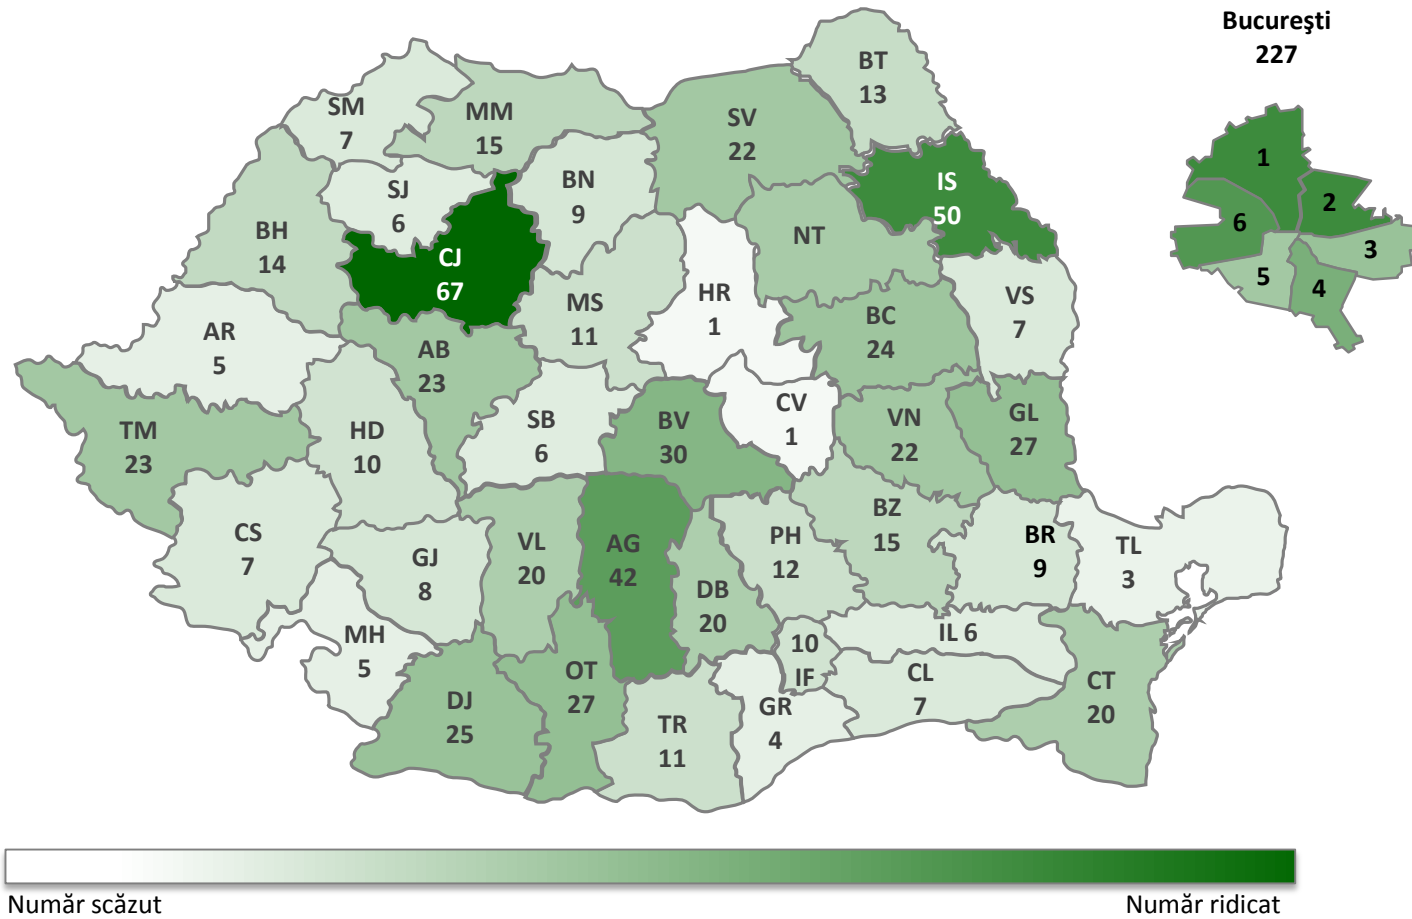 Bucureşti
227
BT
13
SM
7
MM
15
SV
22
1
SJ
6
BN
9
IS
50
2
6
3
5
4
BH
14
NT
CJ
67
MS
11
HR
1
VS
7
AR
5
AB
23
BC
24
TM
23
HD
10
SB
6
BV
30
CV
1
VN
22
GL
27
CS
7
GJ
8
VL
20
AG
42
DB
20
PH
12
BZ
15
BR
9
TL
3
MH
5
OT
27
10
IF
IL 6
CL
7
CT
20
DJ
25
TR
11
GR
4
Număr scăzut
Număr ridicat